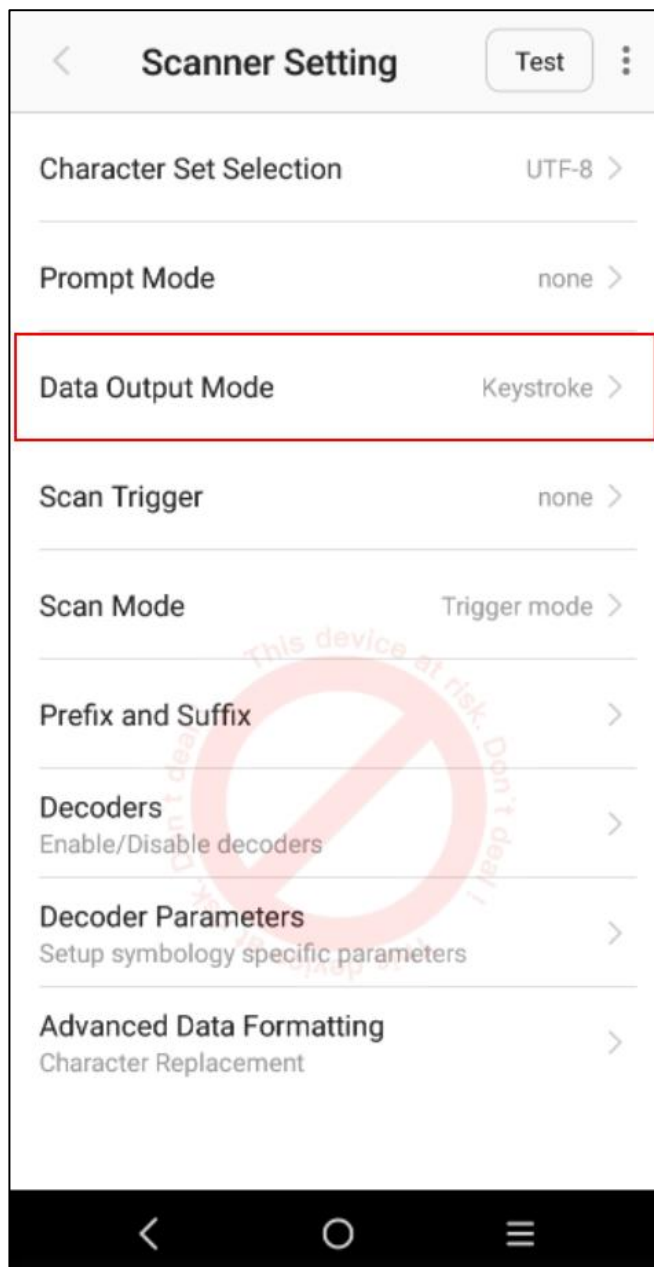 Scanner Setting
Test
Character Set Selection
UTF-8
Prompt Mode
none
Data Output Mode
Keystroke
Scan Trigger
none
Scan Mode
Trigger mode
Prefix and Suffix
Decoders
Enable/Disable decoders
Decoder Parameters
Setup symbology specific parameters
Advanced Data Formatting
Character Replacement
This device at risk. Don't deal !